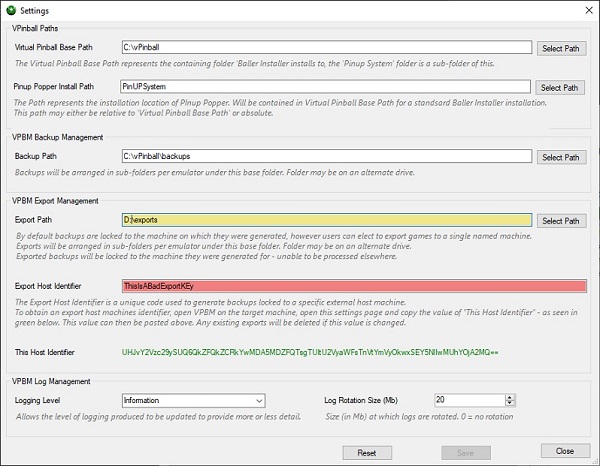 Settings
VPinball Paths
Virtual Pinball Base Path
C:\vPinball
Select Path
The Virtual Pinball Base Path represents the containing folder 'Baller Installer installs to, the 'Pinup System' folder is a sub-folder of this.
Pinup Popper Install Path
PinUPSystem
Select Path
The Path represents the installation location of PinUp Popper. Will be contained in Virtual Pinball Base Path for a standsard Baller Installer installation.
This path may either be relative to 'Virtual Pinball Base Path' or absolute.
VPBM Backup Management
Backup Path
C:\vPinball\backups
Select Path
Backups will be arranged in sub-folders per emulator under this base folder. Folder may be on an alternate drive.
VPBM Export Management
Export Path
D:\exports
Select Path
By default backups are locked to the machine on which they were generated, however users can elect to export games to a single named machine.
Exports will be arranged in sub-folders per emulator under this base folder. Folder may be on an alternate drive.
Exported backups will be locked to the machine they were generated for - unable to be processed elsewhere.
Export Host Identifier
ThisIsABadExportKEy
The Export Host Identifier is a unique code used to generate backups locked to a specific external host machine.
To obtain an export host machines identifier, open VPBM on the target machine, open this settings page and copy the value of "This Host Identifier" - as seen in
green below. This value can then be pasted above. Any existing exports will be deleted if this value is changed.
This Host Identifier
VPBM Log Management
Logging Level
Information
Log Rotation Size (Mb)
20
Allows the level of logging produced to be updated to provide more or less detail.
Size (in Mb) at which logs are rotated. 0 = no rotation
Reset
Save
Close